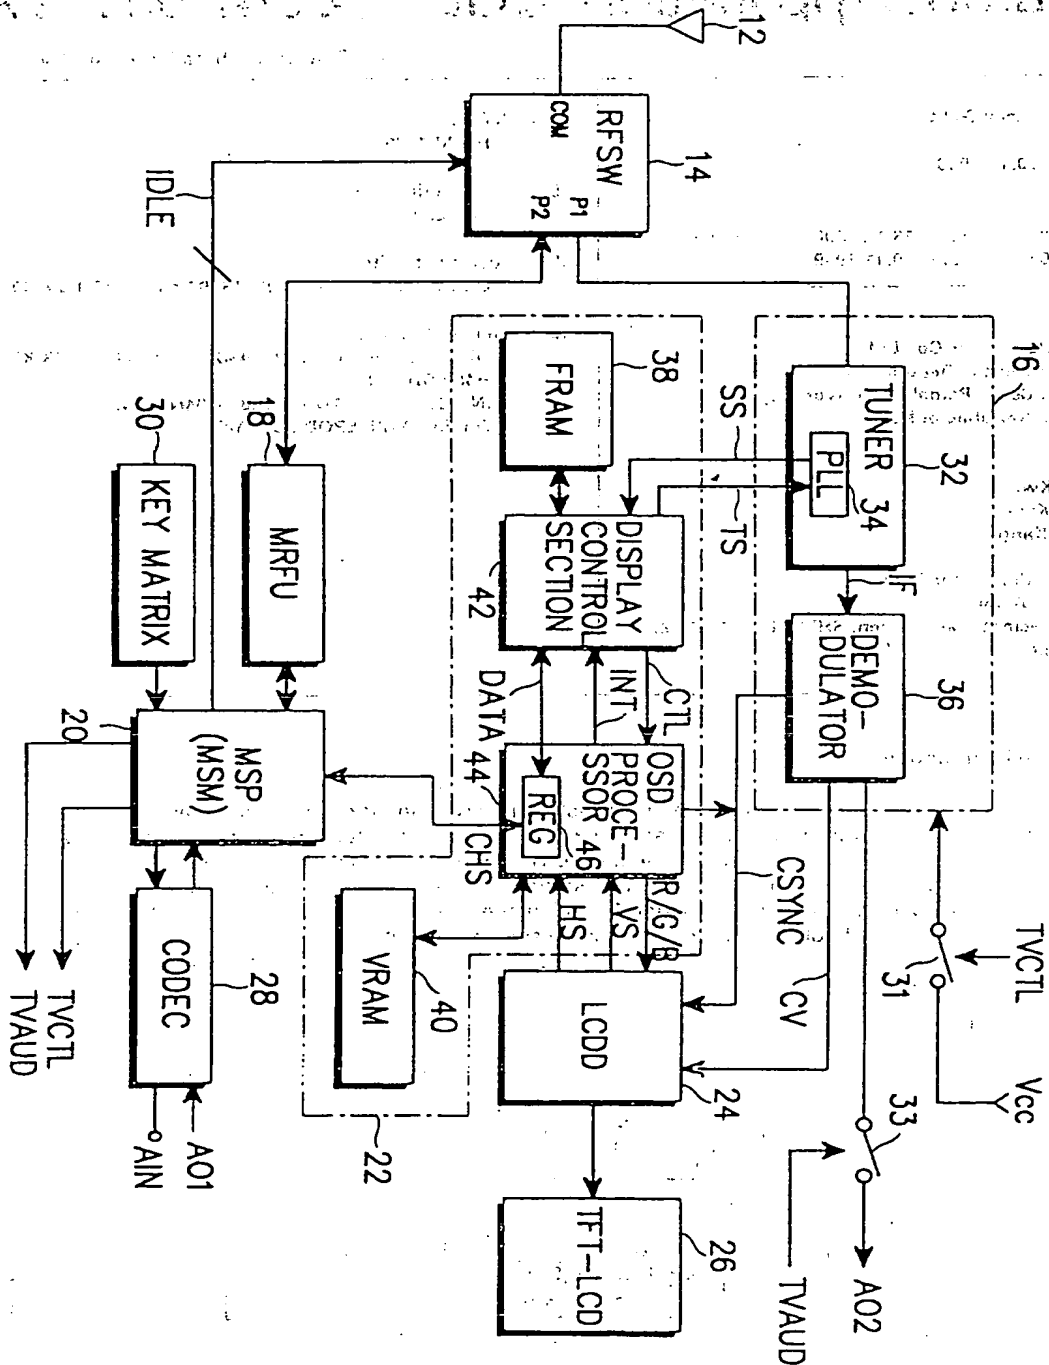 12
RFSW
COM
P1
P2
14
IDLE
16
TUNER
PLL
34
32
IF
DEMO-
DULATOR
36
SS
TS
38
FRAM
DISPLAY
CONTROL
SECTION
42
DATA
INT
CTL
OSD
PROCE-
SSOR
44
REG
46
CHS
HS
VS
R/G/B
CSYNC
CV
VRAM
40
22
LCDD
24
TFT-LCD
26
18
MRFU
30
KEY MATRIX
MSP
(MSM)
20
CODEC
28
TVCTL
TVAUD
AO1
AIN
TVCTL
31
Vcc
33
AO2
TVAUD